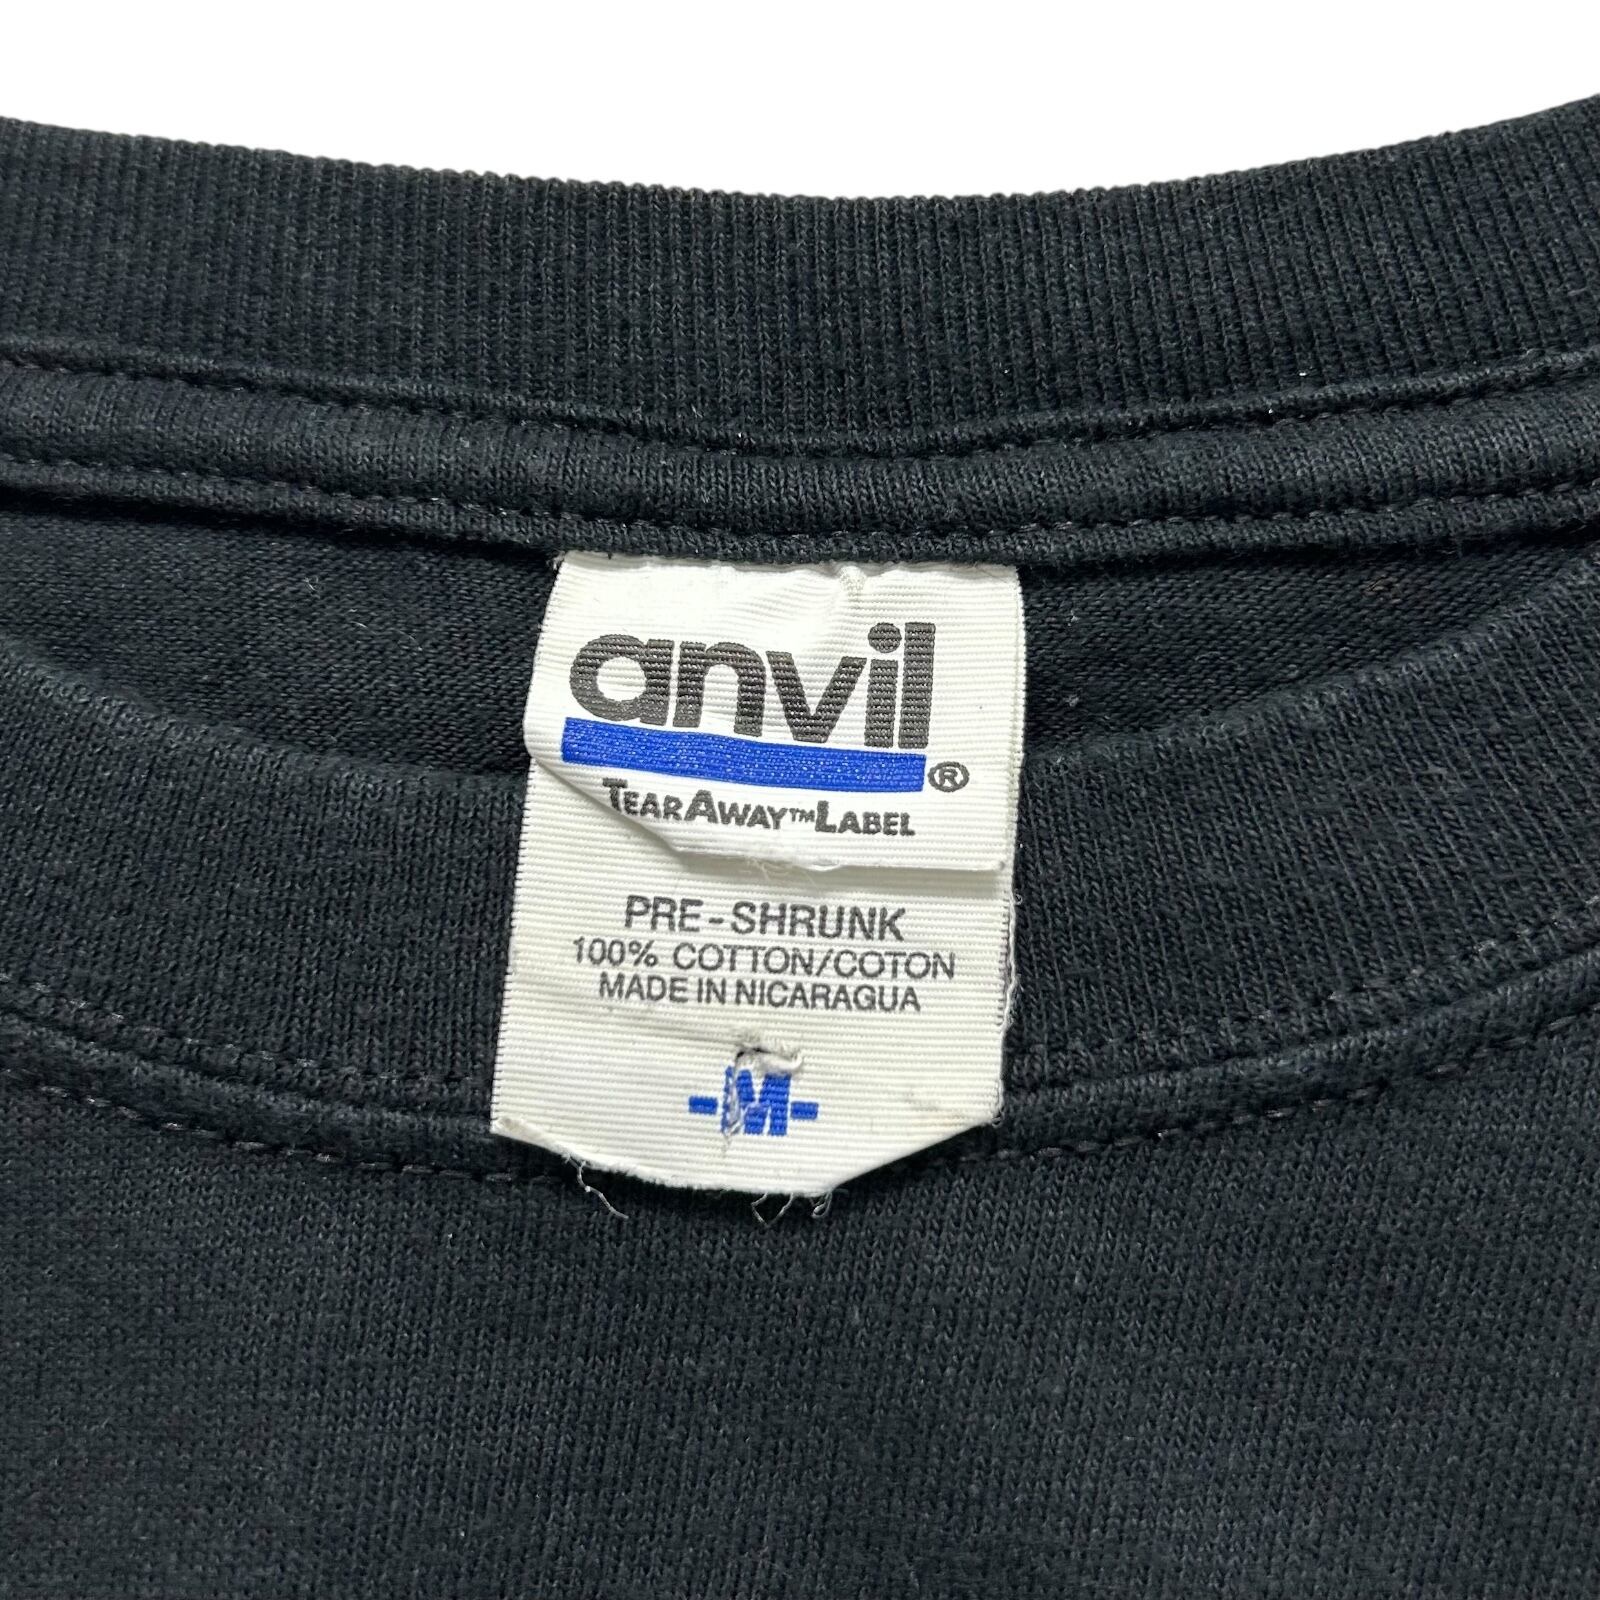 anvil®
TEARAWAY™LABEL
PRE-SHRUNK
100% COTTON/COTON
MADE IN NICARAGUA
-M-